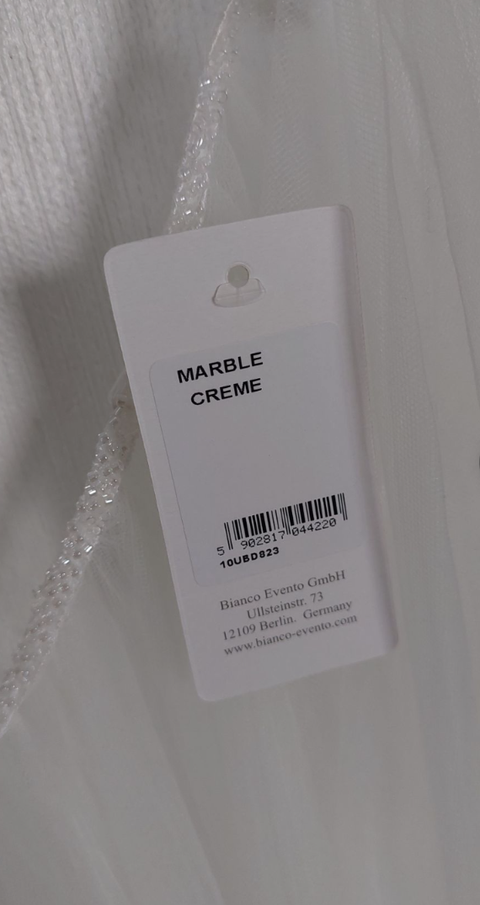 MARBLE
CREME
5 902817 044220
10UBD823
Bianco Evento GmbH
Ullsteinstr. 73
12109 Berlin. Germany
www.bianco-evento.com